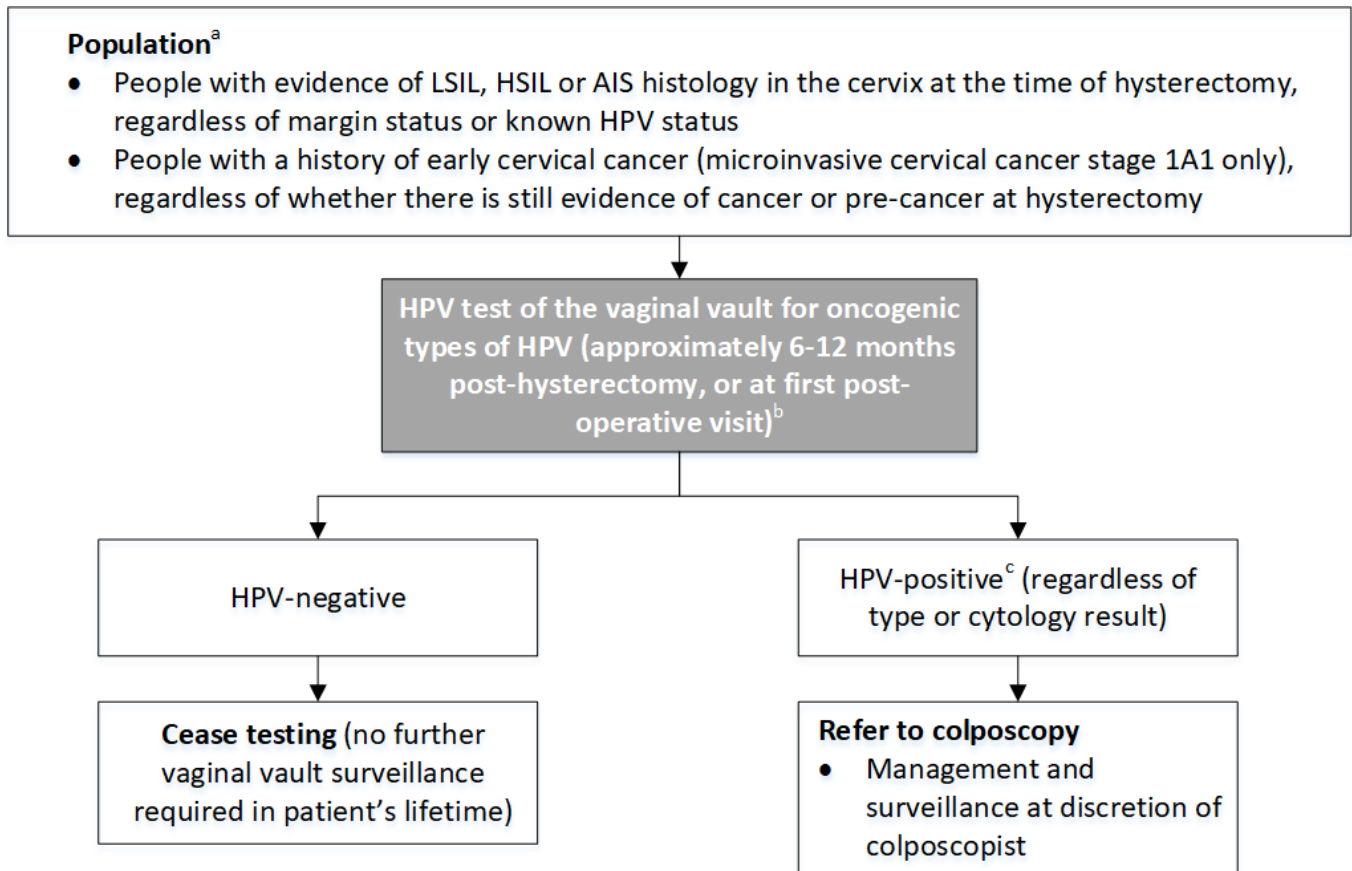 Populationᵃ
• People with evidence of LSIL, HSIL or AIS histology in the cervix at the time of hysterectomy,
regardless of margin status or known HPV status
• People with a history of early cervical cancer (microinvasive cervical cancer stage 1A1 only),
regardless of whether there is still evidence of cancer or pre-cancer at hysterectomy
HPV test of the vaginal vault for oncogenic
types of HPV (approximately 6-12 months
post-hysterectomy, or at first post-
operative visit)ᵇ
HPV-negative
HPV-positiveᶜ (regardless of
type or cytology result)
Cease testing (no further
vaginal vault surveillance
required in patient’s lifetime)
Refer to colposcopy
• Management and
surveillance at discretion of
colposcopist